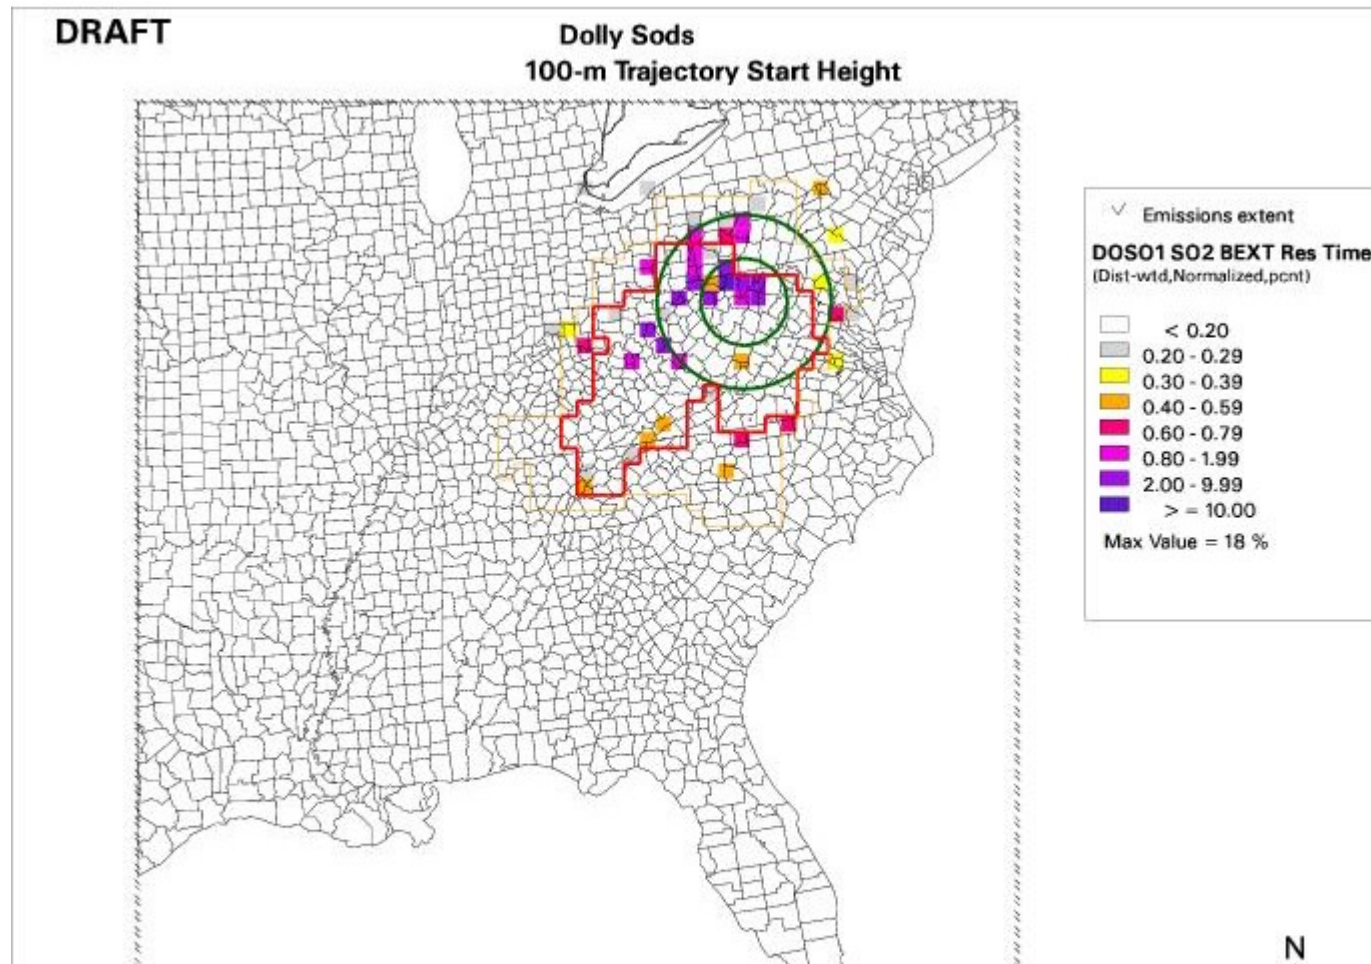 DRAFT
Dolly Sods
100-m Trajectory Start Height
Emissions extent
DOSO1 SO2 BEXT Res Time
(Dist-wtd,Normalized,pcnt)
< 0.20
0.20 - 0.29
0.30 - 0.39
0.40 - 0.59
0.60 - 0.79
0.80 - 1.99
2.00 - 9.99
> = 10.00
Max Value = 18 %
N